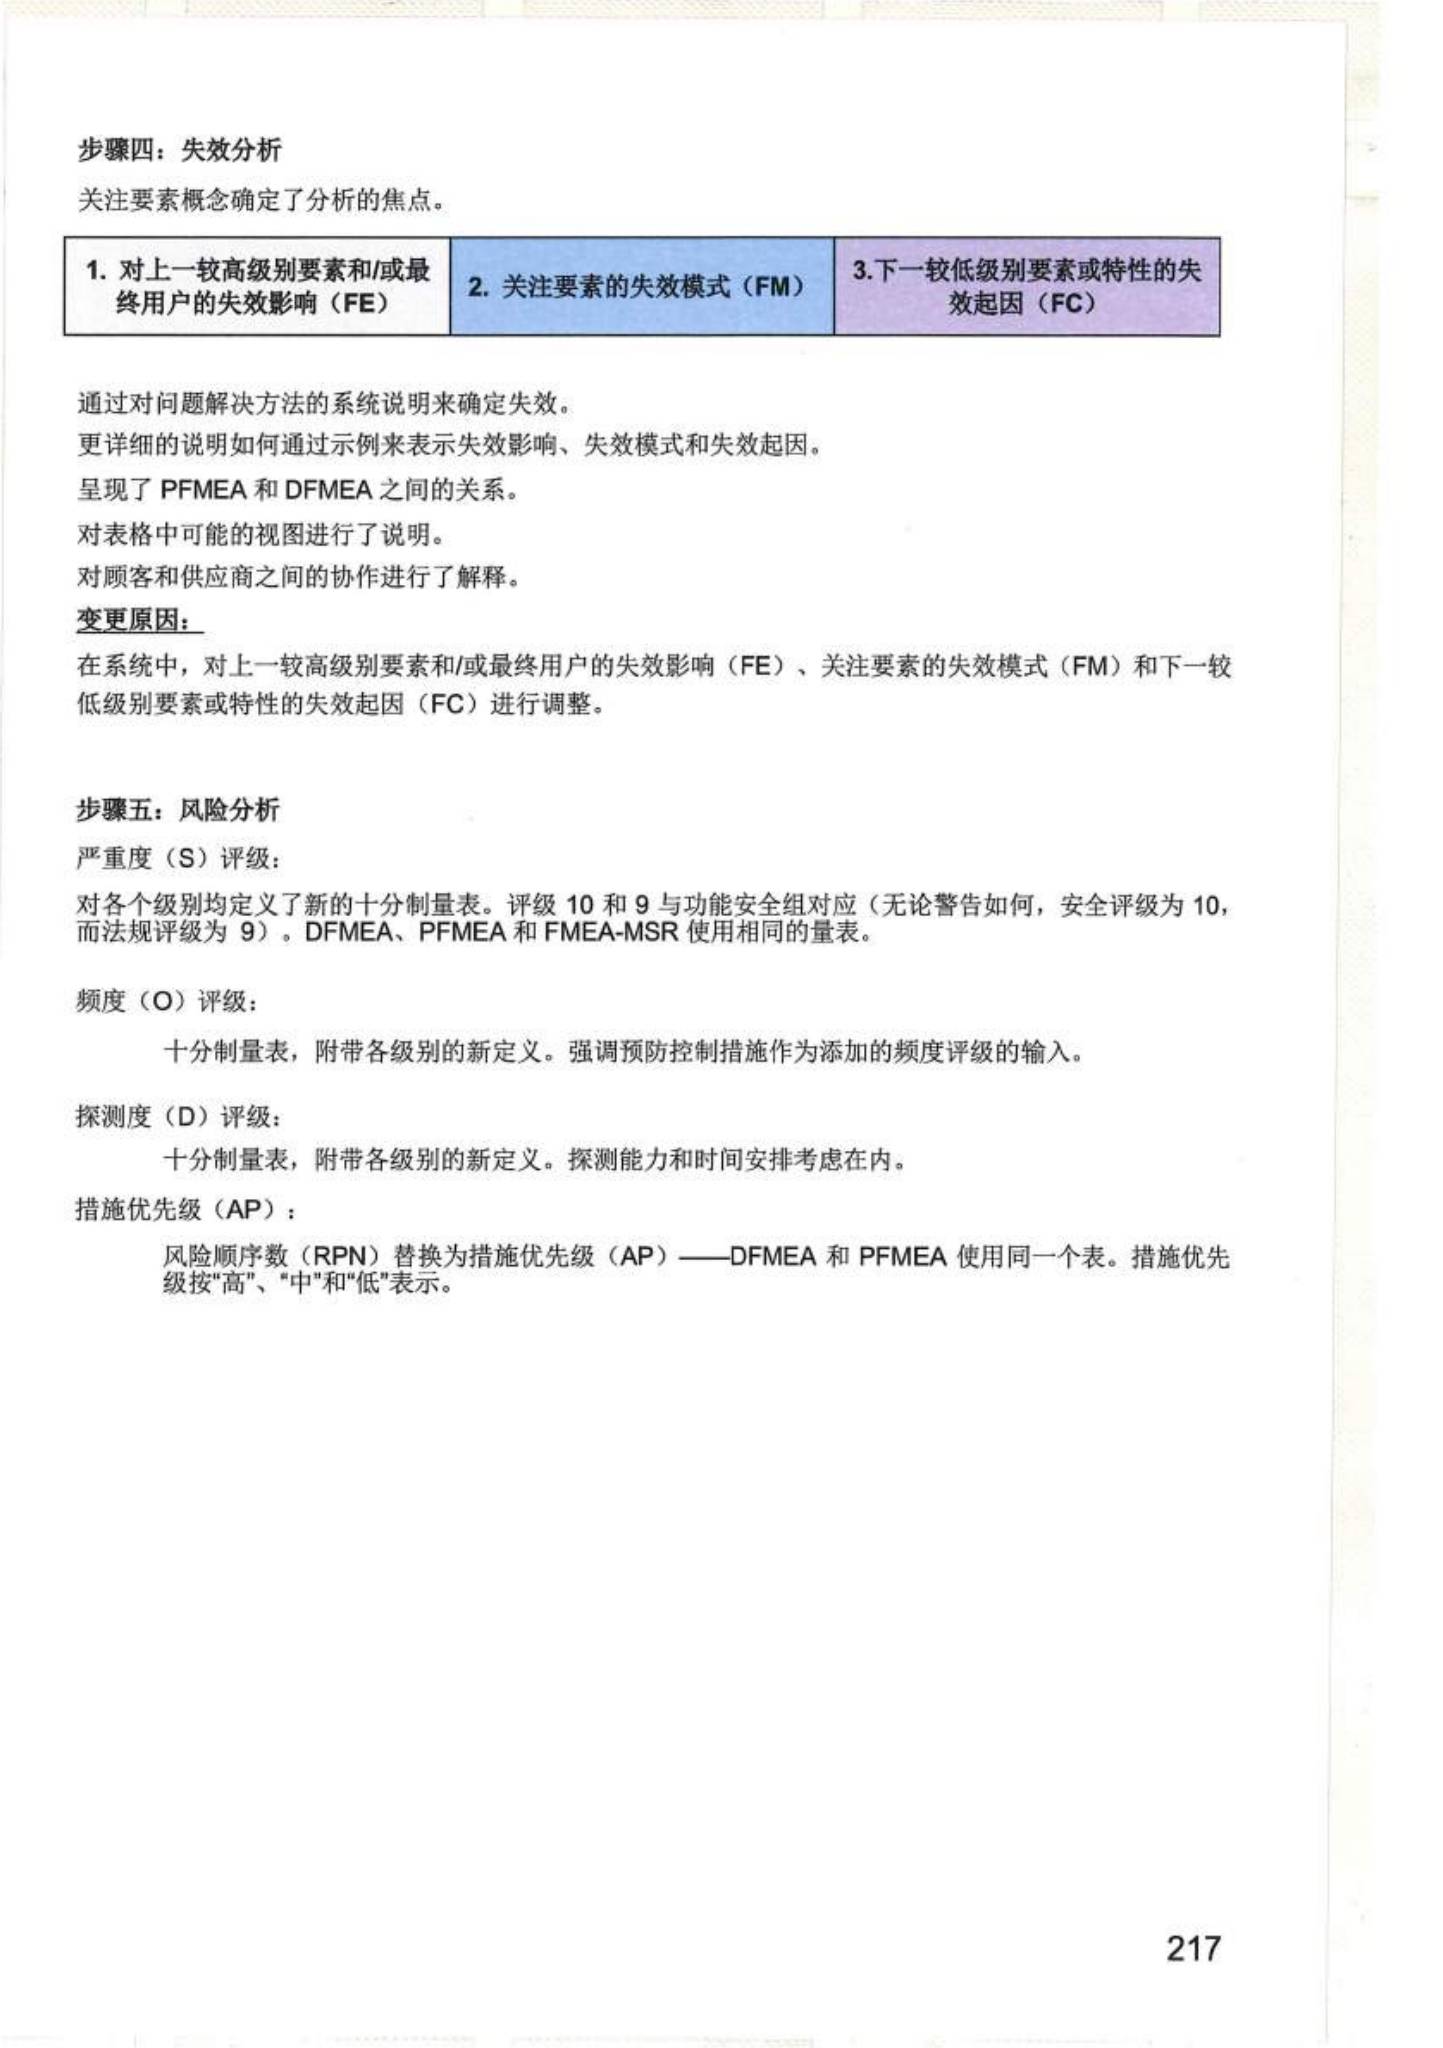 步骤四：失效分析
关注要素概念确定了分析的焦点。
1. 对上一较高级别要素和/或最
终用户的失效影响（FE）
2. 关注要素的失效模式（FM）
3.下一较低级别要素或特性的失
效起因（FC）
通过对问题解决方法的系统说明来确定失效。
更详细的说明如何通过示例来表示失效影响、失效模式和失效起因。
呈现了 PFMEA 和 DFMEA 之间的关系。
对表格中可能的视图进行了说明。
对顾客和供应商之间的协作进行了解释。
变更原因：
在系统中，对上一较高级别要素和/或最终用户的失效影响（FE）、关注要素的失效模式（FM）和下一较
低级别要素或特性的失效起因（FC）进行调整。
步骤五：风险分析
严重度（S）评级：
对各个级别均定义了新的十分制量表。评级 10 和 9 与功能安全组对应（无论警告如何，安全评级为 10，
而法规评级为 9）。DFMEA、PFMEA 和 FMEA-MSR 使用相同的量表。
频度（O）评级：
十分制量表，附带各级别的新定义。强调预防控制措施作为添加的频度评级的输入。
探测度（D）评级：
十分制量表，附带各级别的新定义。探测能力和时间安排考虑在内。
措施优先级（AP）:
风险顺序数（RPN）替换为措施优先级（AP）——DFMEA 和 PFMEA 使用同一个表。措施优先
级按“高”、“中”和“低”表示。
217